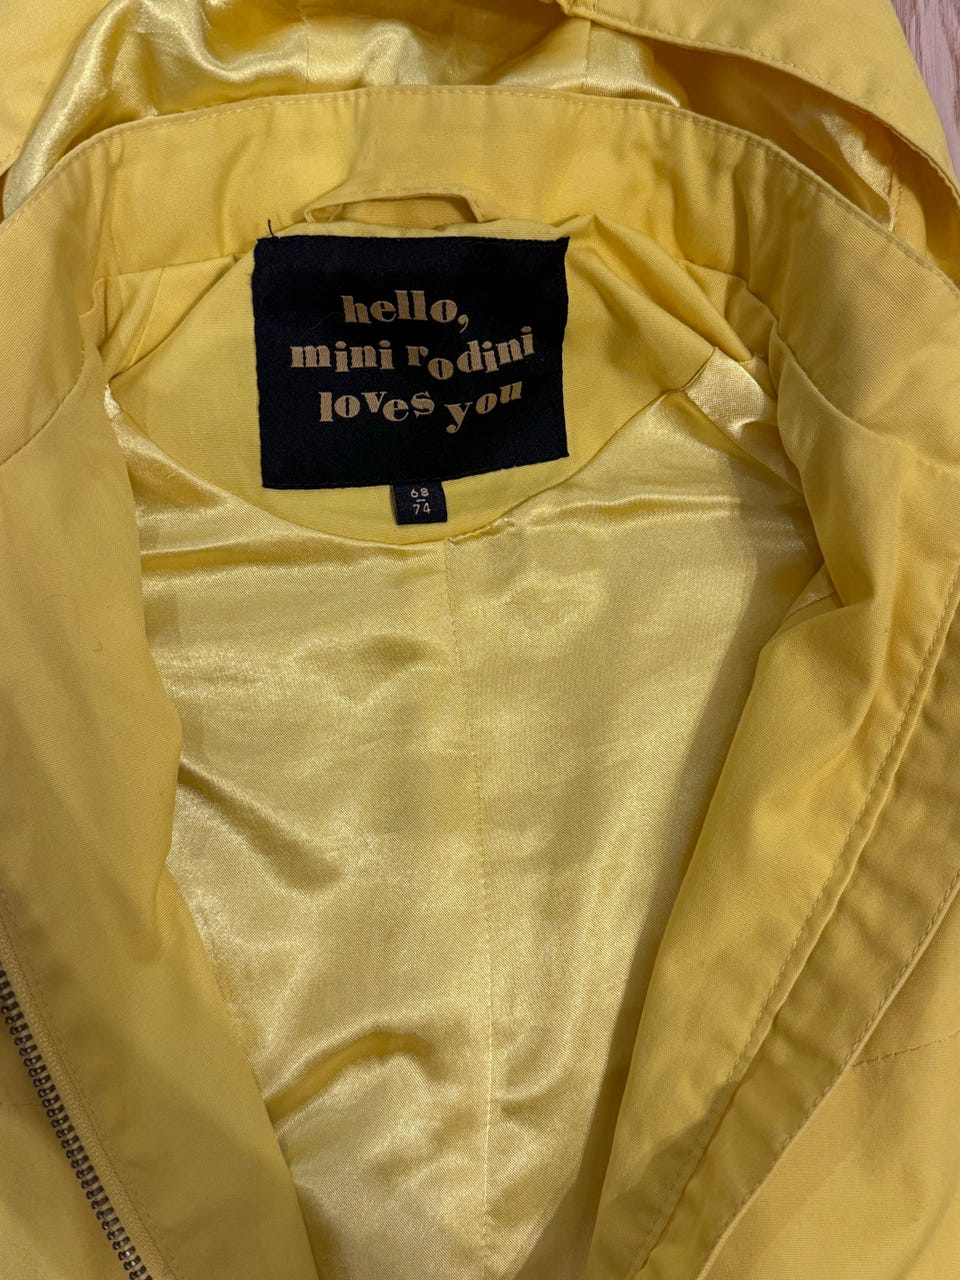 hello,
mini rodini
loves you
68
74